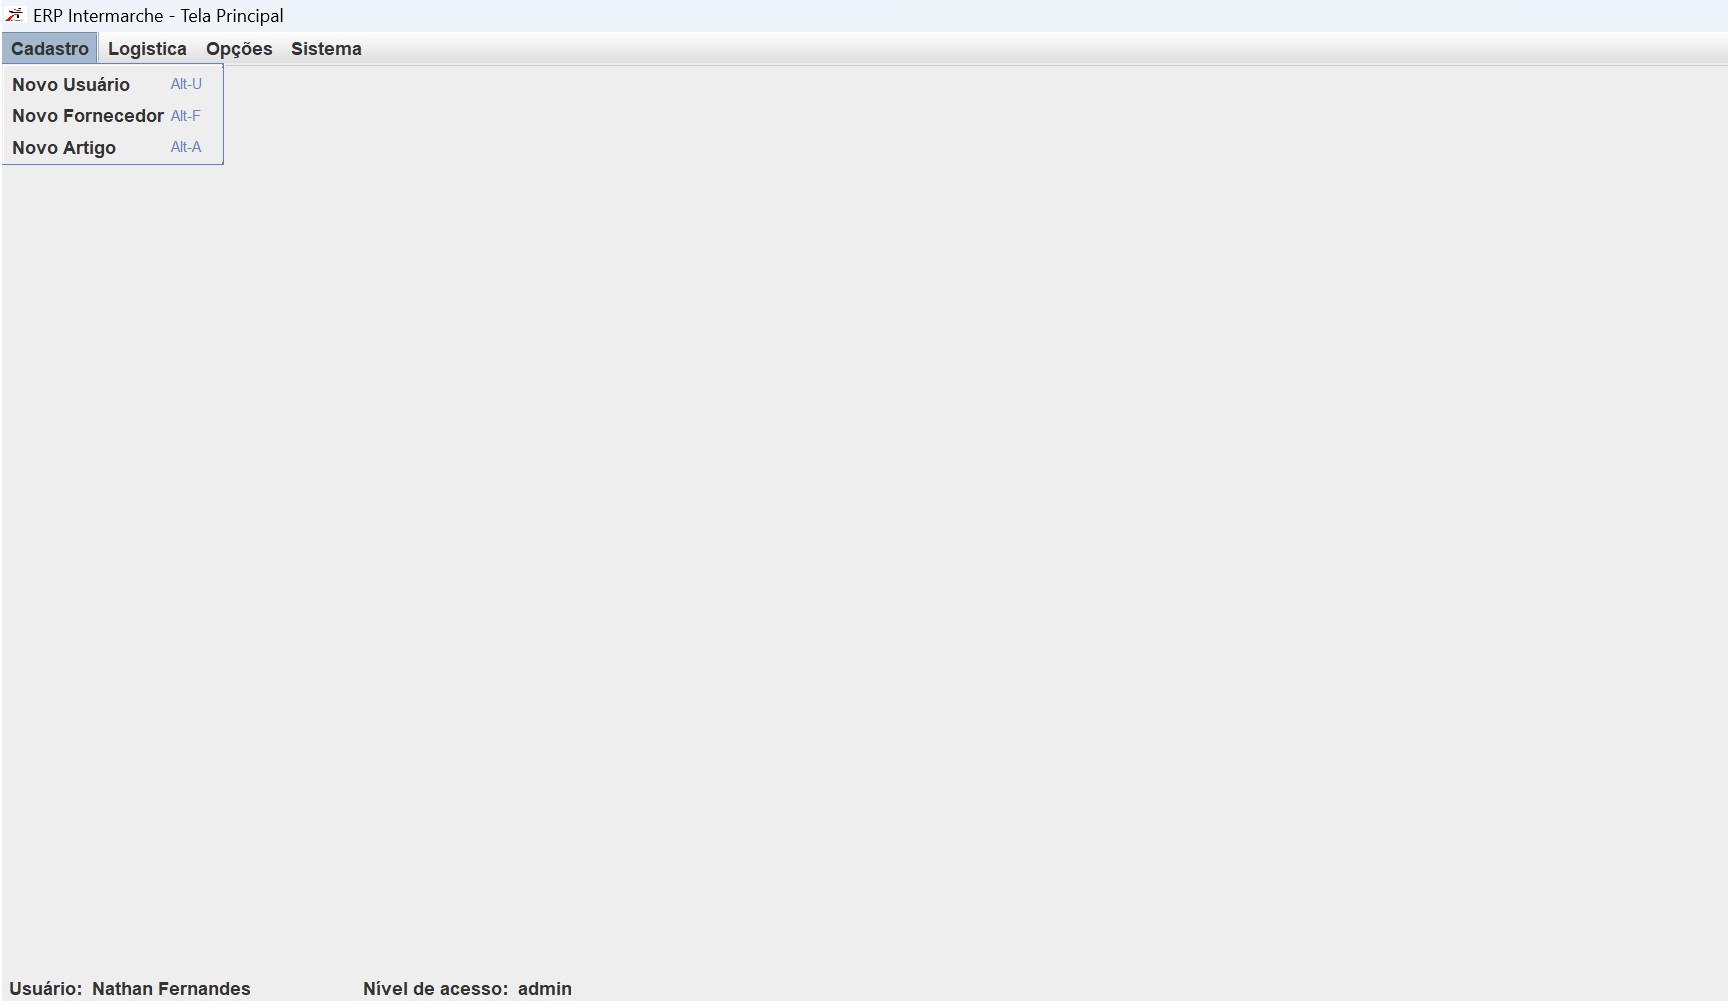 ERP Intermarche - Tela Principal
Cadastro Logistica Opções Sistema
Novo Usuário Alt-U
Novo Fornecedor Alt-F
Novo Artigo Alt-A
Usuário: Nathan Fernandes Nível de acesso: admin